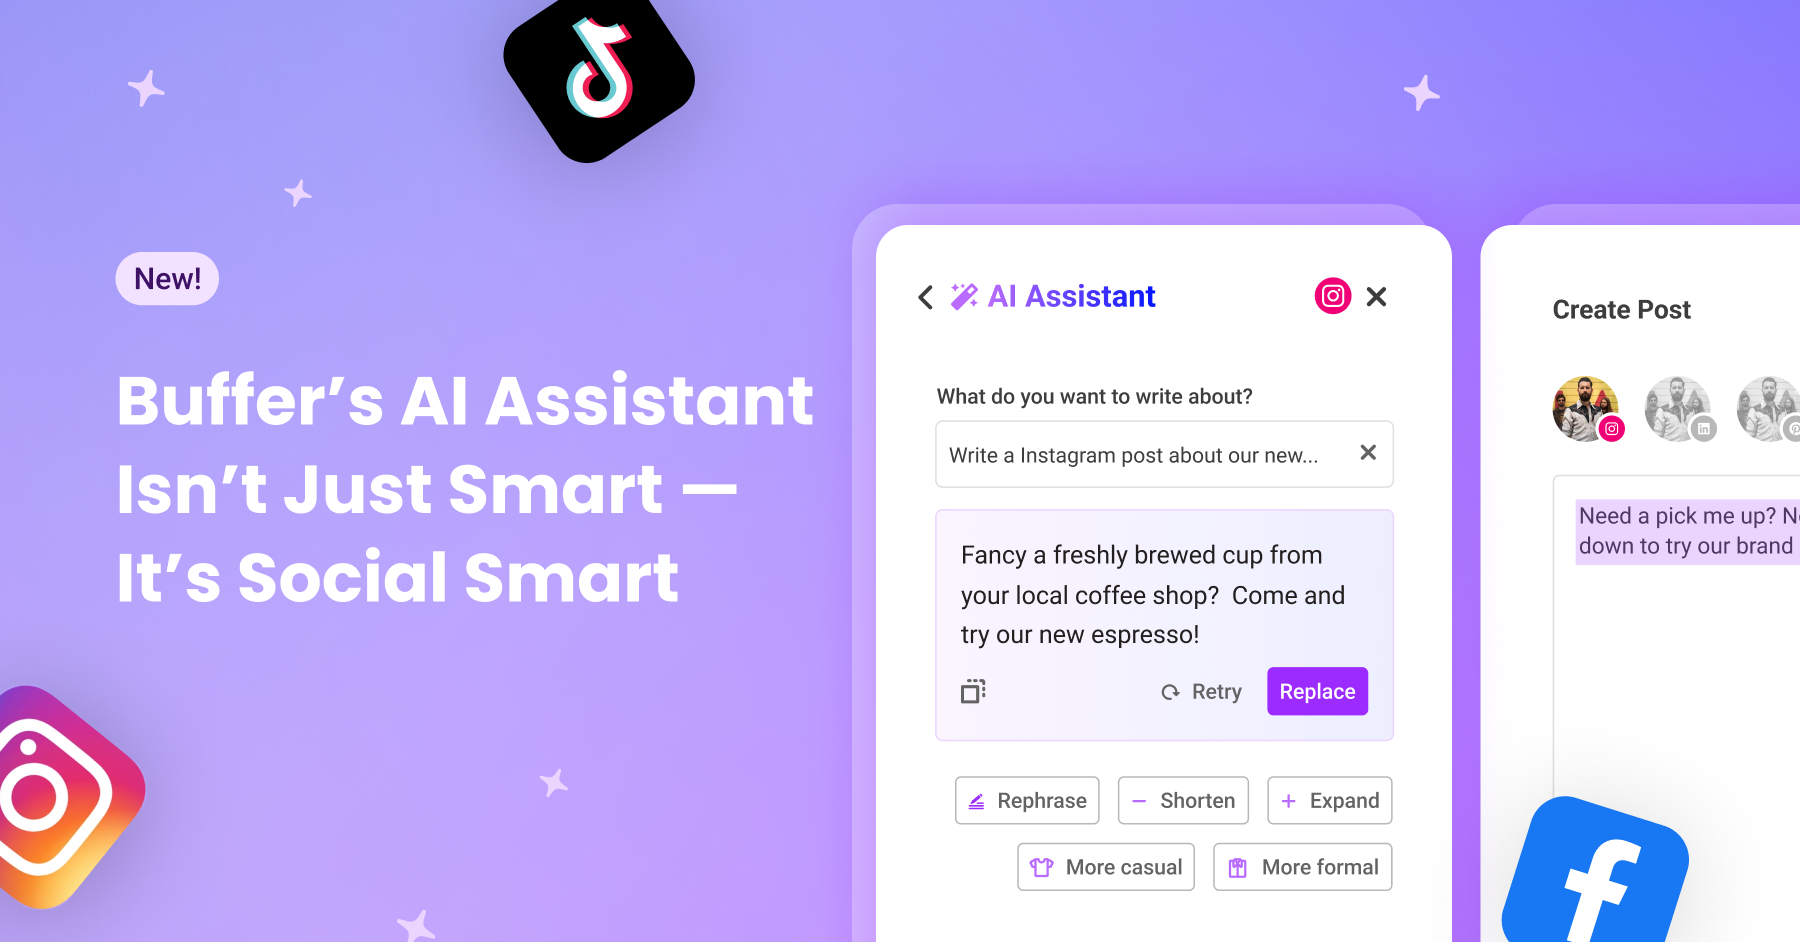 New!
Buffer’s AI Assistant
Isn’t Just Smart —
It’s Social Smart
AI Assistant
What do you want to write about?
Write a Instagram post about our new...
Fancy a freshly brewed cup from
your local coffee shop?  Come and
try our new espresso!
Retry
Replace
Rephrase
Shorten
Expand
More casual
More formal
Create Post
Need a pick me up?
down to try our brand